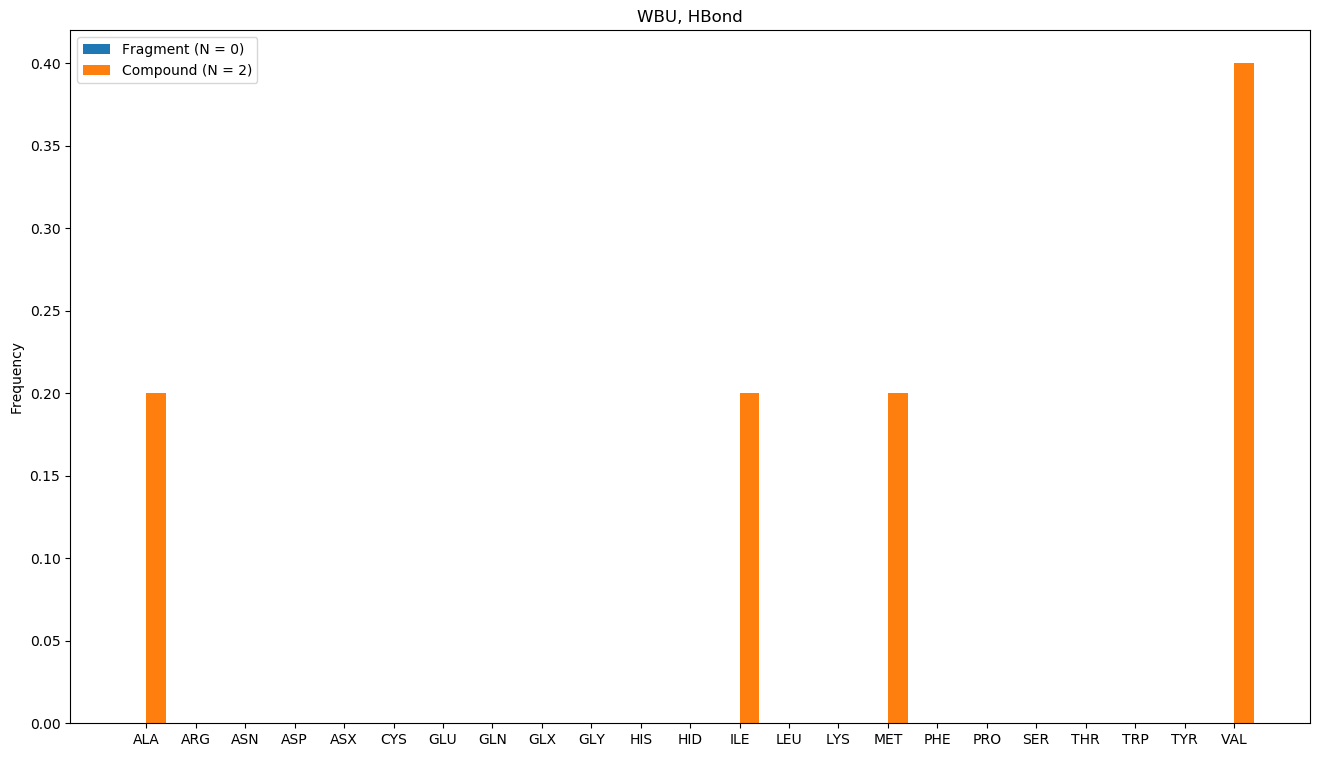 WBU, HBond
Fragment (N = 0)
Compound (N = 2)
Frequency
0.40
0.35
0.30
0.25
0.20
0.15
0.10
0.05
0.00
ALA ARG ASN ASP ASX CYS GLU GLN GLX GLY HIS HID ILE LEU LYS MET PHE PRO SER THR TRP TYR VAL